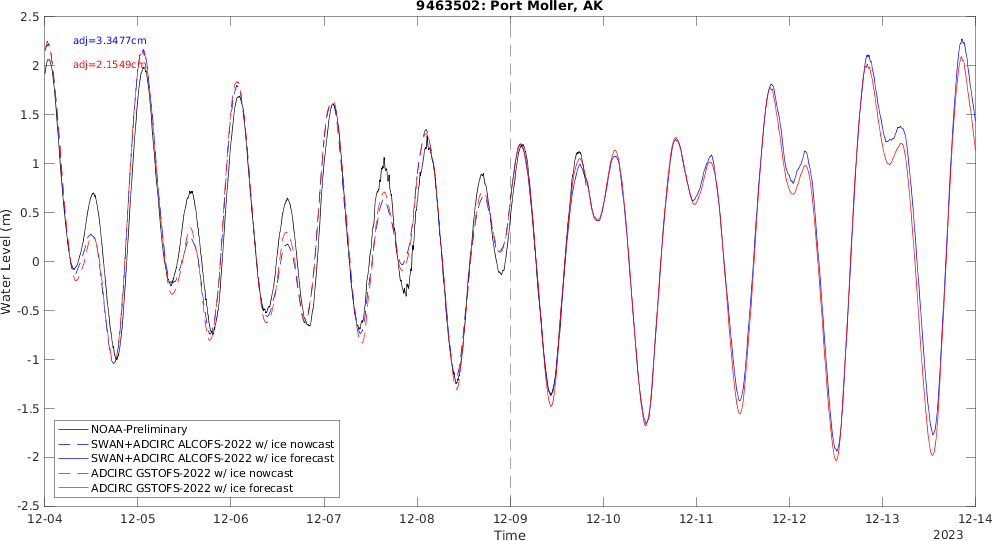 9463502: Port Moller, AK
adj=3.3477cm
adj=2.1549cm
Water Level (m)
2.5
2
1.5
1
0.5
0
-0.5
-1
-1.5
-2
-2.5
NOAA-Preliminary
SWAN+ADCIRC ALCOFS-2022 w/ ice nowcast
SWAN+ADCIRC ALCOFS-2022 w/ ice forecast
ADCIRC GSTOFS-2022 w/ ice nowcast
ADCIRC GSTOFS-2022 w/ ice forecast
12-04 12-05 12-06 12-07 12-08 12-09 12-10 12-11 12-12 12-13 12-14
Time
2023